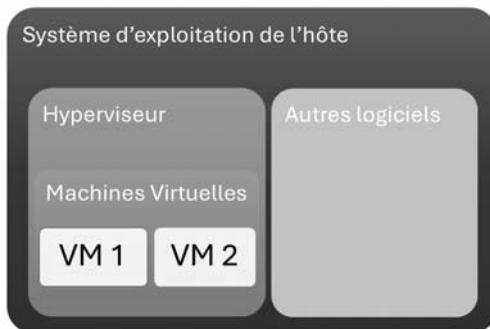 Système d’exploitation de l’hôte
Hyperviseur
Autres logiciels
Machines Virtuelles
VM 1
VM 2